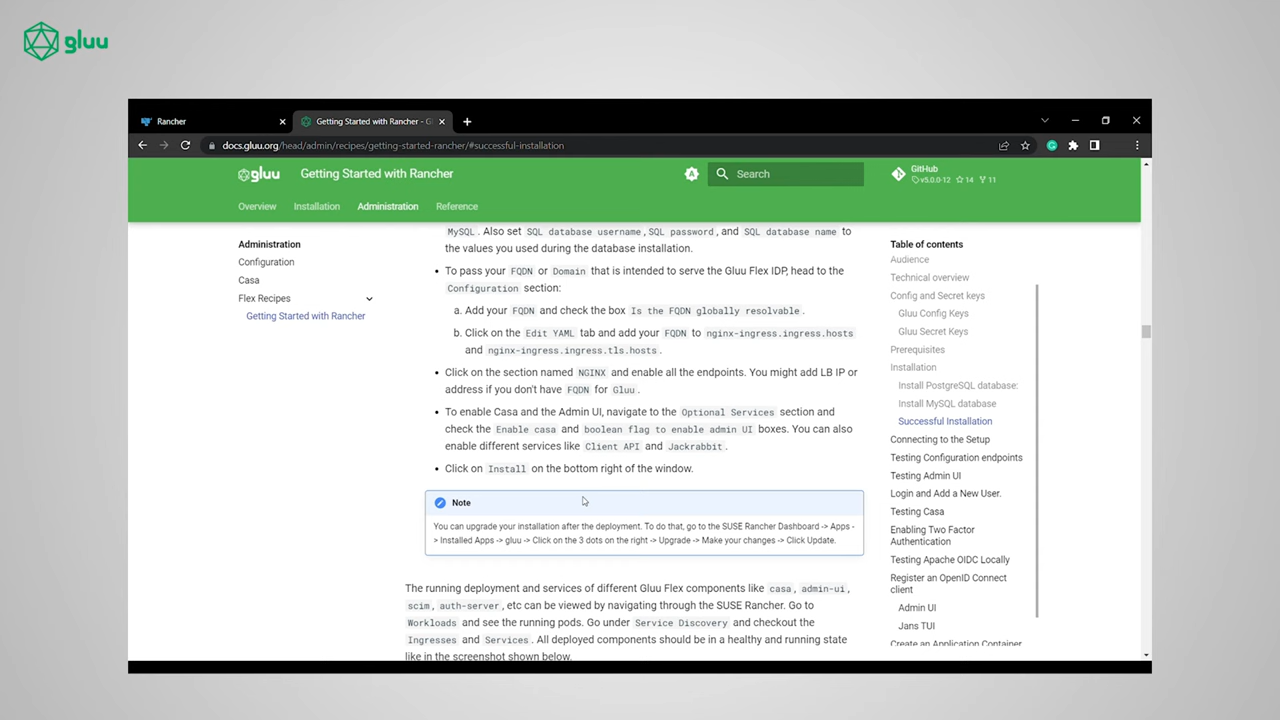 gluu
Rancher
Getting Started with Rancher - G
docs.gluu.org/head/admin/recipes/getting-started-rancher/#successful-installation
gluu
Getting Started with Rancher
Search
GitHub
v5.0.0-12 14 11
Overview
Installation
Administration
Reference
Administration
Configuration
Casa
Flex Recipes
Getting Started with Rancher
MySQL. Also set SQL database username, SQL password, and SQL database name to
the values you used during the database installation.
• To pass your FQDN or Domain that is intended to serve the Gluu Flex IDP, head to the
Configuration section:
a. Add your FQDN and check the box Is the FQDN globally resolvable.
b. Click on the Edit YAML tab and add your FQDN to nginx-ingress.ingress.hosts
and nginx-ingress.ingress.tls.hosts.
• Click on the section named NGINX and enable all the endpoints. You might add LB IP or
address if you don't have FQDN for Gluu.
• To enable Casa and the Admin UI, navigate to the Optional Services section and
check the Enable casa and boolean flag to enable admin UI boxes. You can also
enable different services like Client API and Jackrabbit.
• Click on Install on the bottom right of the window.
Note
You can upgrade your installation after the deployment. To do that, go to the SUSE Rancher Dashboard -> Apps -
> Installed Apps -> gluu -> Click on the 3 dots on the right -> Upgrade -> Make your changes -> Click Update.
The running deployment and services of different Gluu Flex components like casa, admin-ui,
scim, auth-server, etc can be viewed by navigating through the SUSE Rancher. Go to
Workloads and see the running pods. Go under Service Discovery and checkout the
Ingresses and Services. All deployed components should be in a healthy and running state
like in the screenshot shown below.
Table of contents
Audience
Technical overview
Config and Secret keys
Gluu Config Keys
Gluu Secret Keys
Prerequisites
Installation
Install PostgreSQL database:
Install MySQL database
Successful Installation
Connecting to the Setup
Testing Configuration endpoints
Testing Admin UI
Login and Add a New User.
Testing Casa
Enabling Two Factor
Authentication
Testing Apache OIDC Locally
Register an OpenID Connect
client
Admin UI
Jans TUI
Create an Application Container